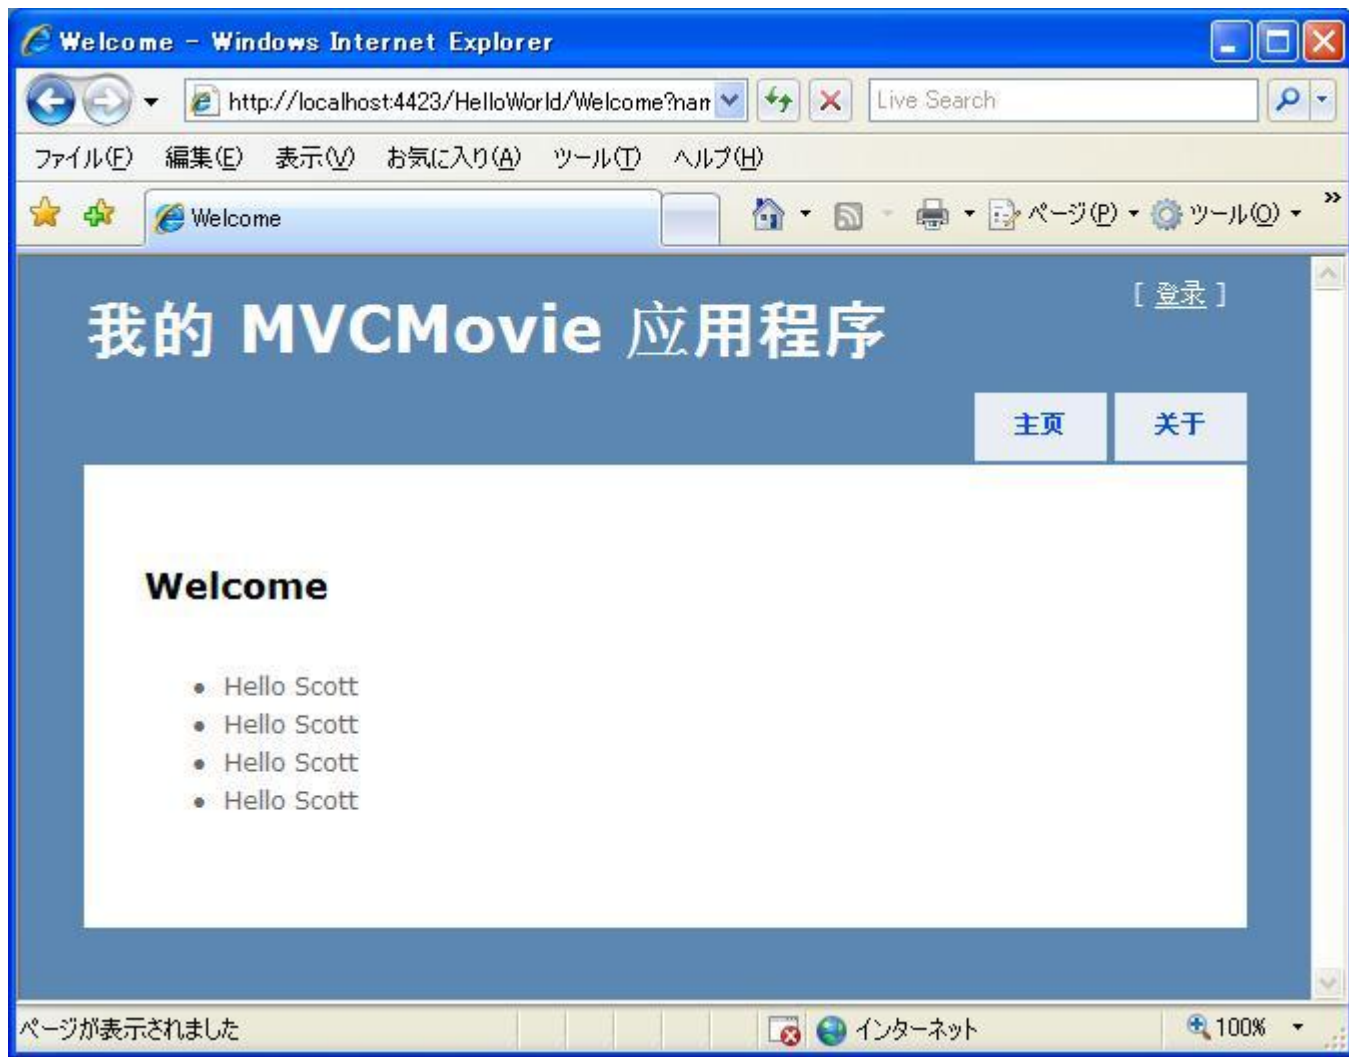 Welcome - Windows Internet Explorer
http://localhost:4423/HelloWorld/Welcome?nam
Live Search
ファイル(F) 編集(E) 表示(V) お気に入り(A) ツール(T) ヘルプ(H)
Welcome
ページ(P) ツール(O) »
[ 登录 ]
我的 MVCMovie 应用程序
主页 关于
Welcome
• Hello Scott
• Hello Scott
• Hello Scott
• Hello Scott
ページが表示されました
インターネット
100%